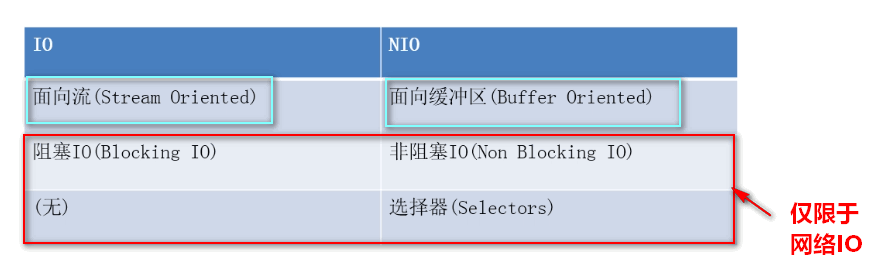 IO NIO
面向流(Stream Oriented) 面向缓冲区(Buffer Oriented)
阻塞IO(Blocking IO) 非阻塞IO(Non Blocking IO)
(无) 选择器(Selectors)
仅限于
网络IO